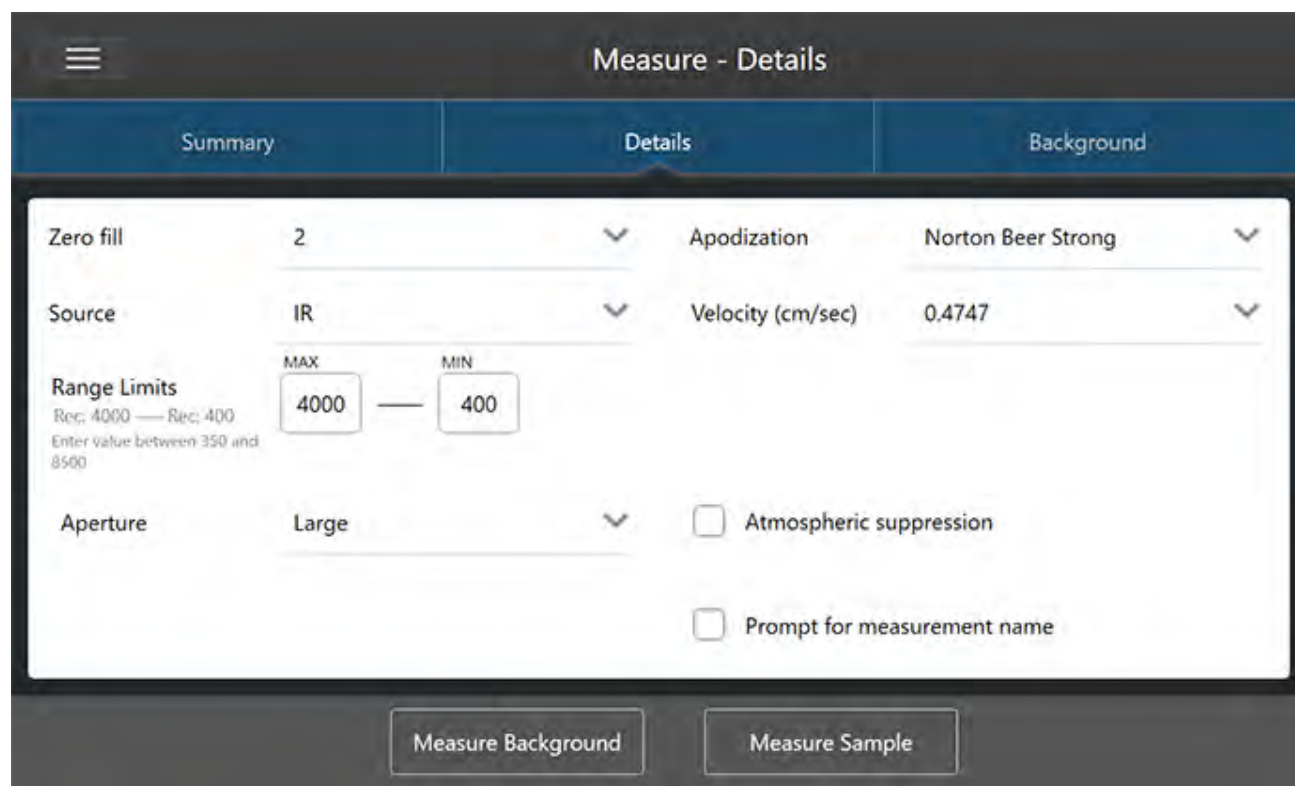 Measure - Details
Summary
Details
Background
Zero fill
2
Apodization
Norton Beer Strong
Source
IR
Velocity (cm/sec)
0.4747
Range Limits
Rec: 4000 — Rec: 400
Enter value between 350 and
8500
MAX
4000
—
MIN
400
Aperture
Large
Atmospheric suppression
Prompt for measurement name
Measure Background
Measure Sample